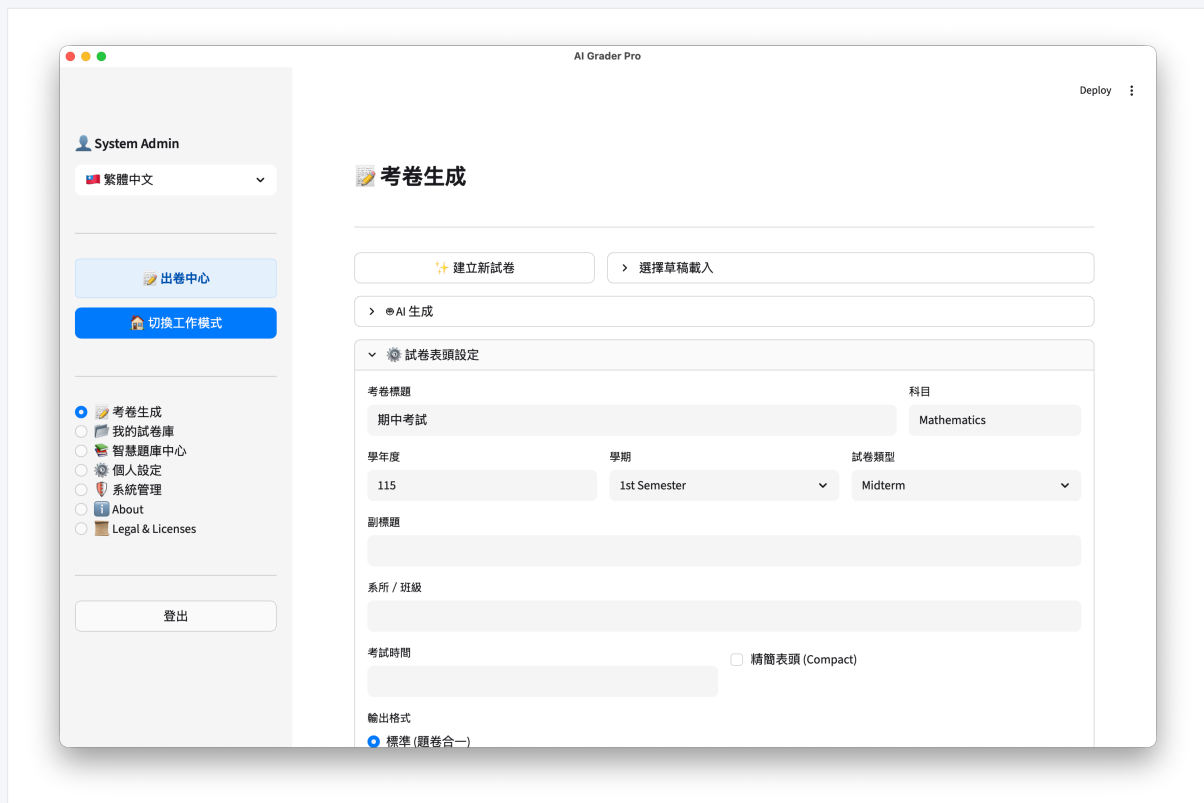 AI Grader Pro
Deploy
System Admin
繁體中文
出卷中心
切換工作模式
考卷生成
我的試卷庫
智慧題庫中心
個人設定
系統管理
About
Legal & Licenses
登出
考卷生成
建立新試卷
選擇草稿載入
AI 生成
試卷表頭設定
考卷標題
科目
期中考試
Mathematics
學年度
學期
試卷類型
115
1st Semester
Midterm
副標題
系所 / 班級
考試時間
精簡表頭 (Compact)
輸出格式
標準 (題卷合一)